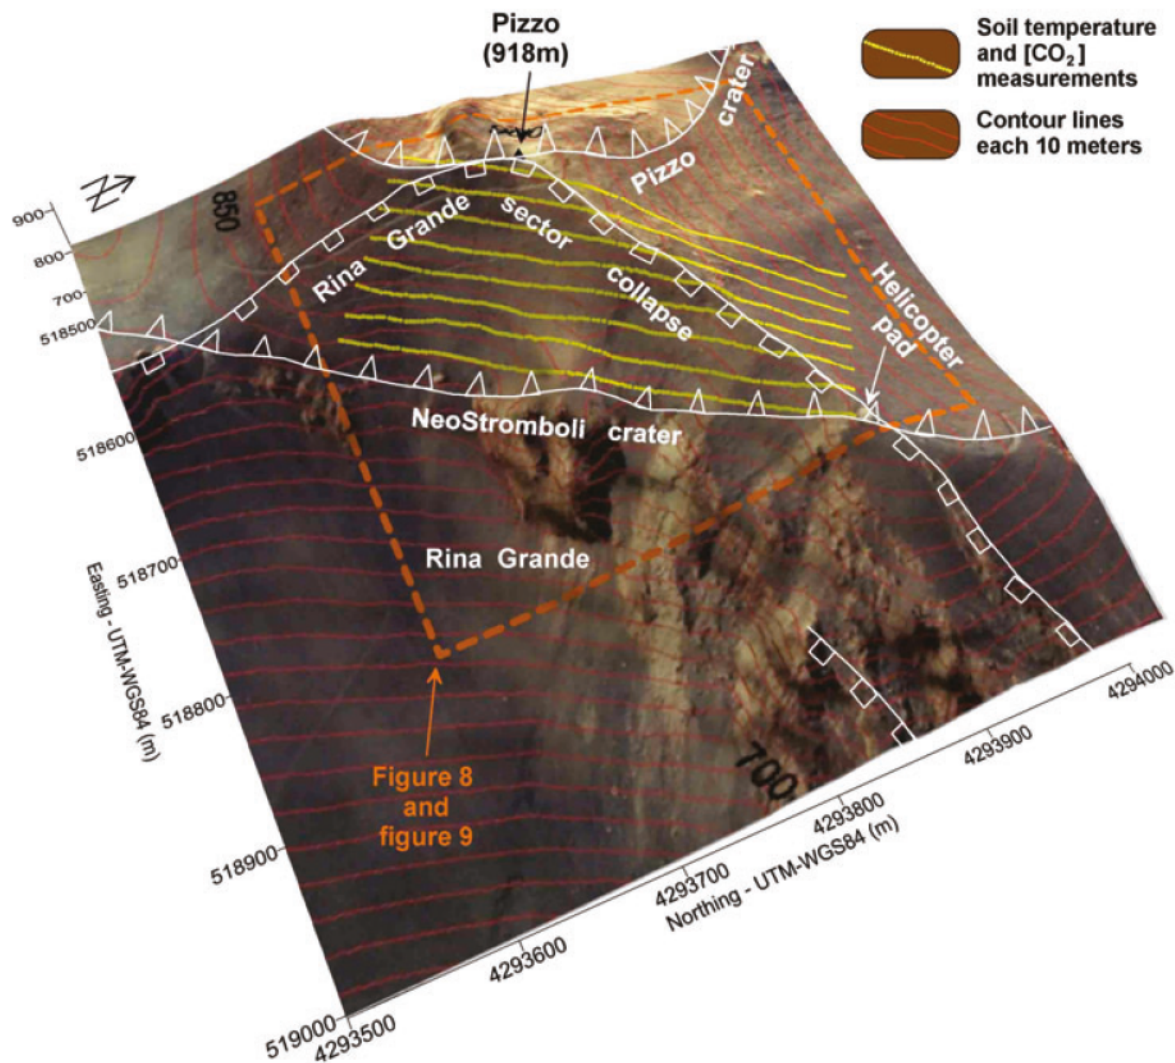 Pizzo
(918m)
Soil temperature
and [CO₂]
measurements
Contour lines
each 10 meters
crater
Pizzo
N
850
900
800
700
518500
Rina Grande sector collapse
Helicopter
pad
NeoStromboli crater
518600
Rina Grande
518700
Easting - UTM-WGS84 (m)
518800
Figure 8
and
figure 9
700
518900
519000
4293500
4293600
4293700
4293800
4293900
4294000
Northing - UTM-WGS84 (m)